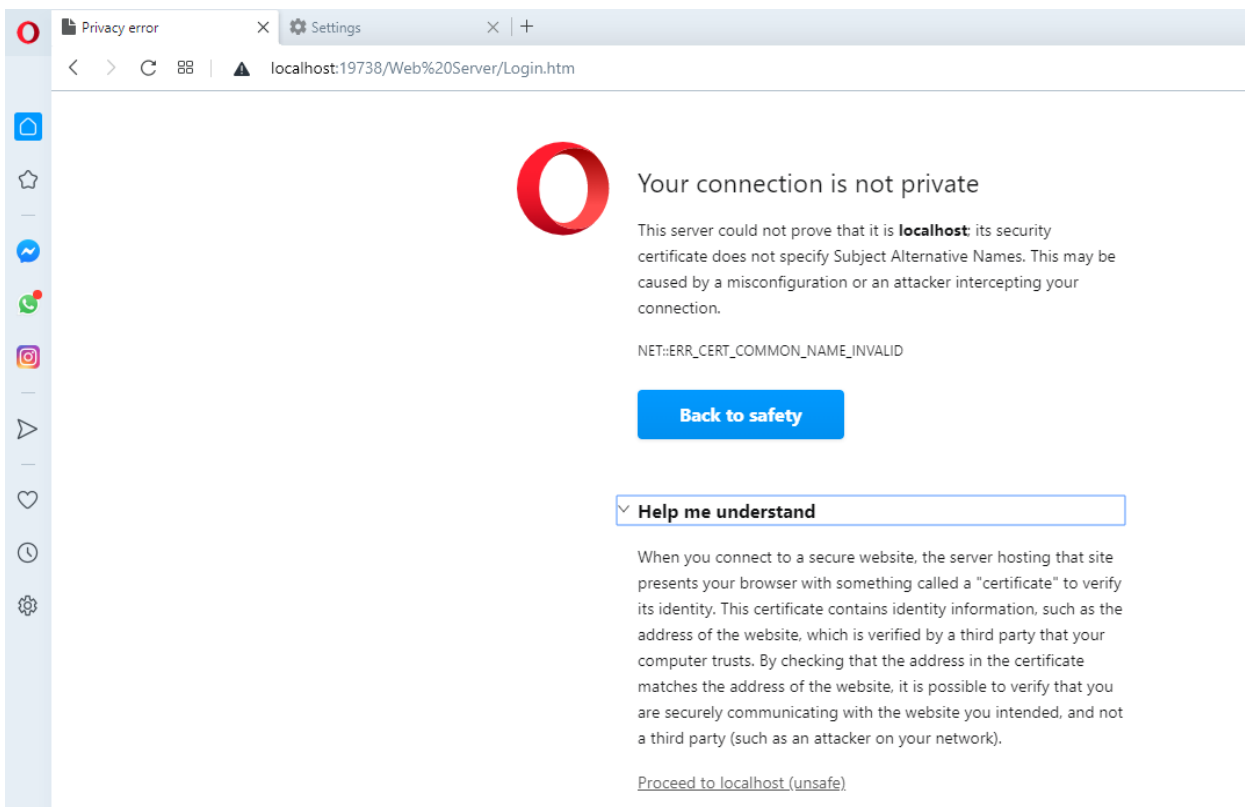 Privacy error
Settings
localhost:19738/Web%20Server/Login.htm
Your connection is not private
This server could not prove that it is localhost; its security
certificate does not specify Subject Alternative Names. This may be
caused by a misconfiguration or an attacker intercepting your
connection.
NET::ERR_CERT_COMMON_NAME_INVALID
Back to safety
Help me understand
When you connect to a secure website, the server hosting that site
presents your browser with something called a "certificate" to verify
its identity. This certificate contains identity information, such as the
address of the website, which is verified by a third party that your
computer trusts. By checking that the address in the certificate
matches the address of the website, it is possible to verify that you
are securely communicating with the website you intended, and not
a third party (such as an attacker on your network).
Proceed to localhost (unsafe)